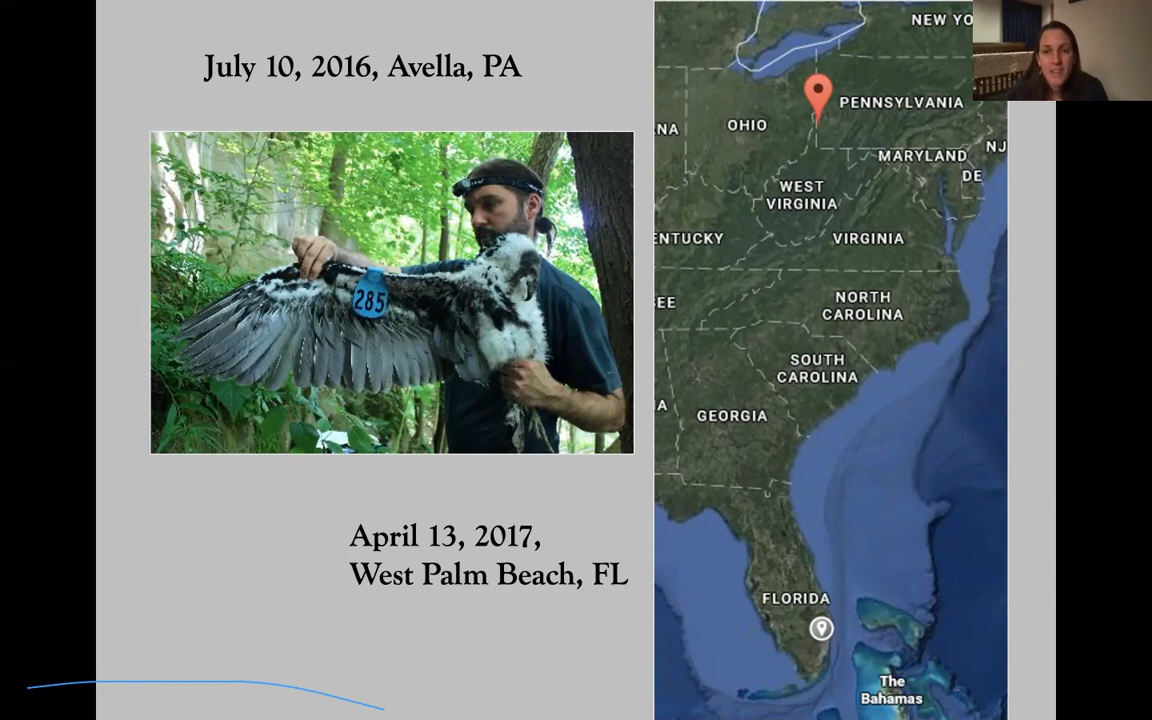 July 10, 2016, Avella, PA
285
April 13, 2017,
West Palm Beach, FL
NEW YO
PENNSYLVANIA
OHIO
NA
NJ
MARYLAND
DE
WEST
VIRGINIA
ENTUCKY
VIRGINIA
EE
NORTH
CAROLINA
SOUTH
CAROLINA
A
GEORGIA
FLORIDA
The
Bahamas